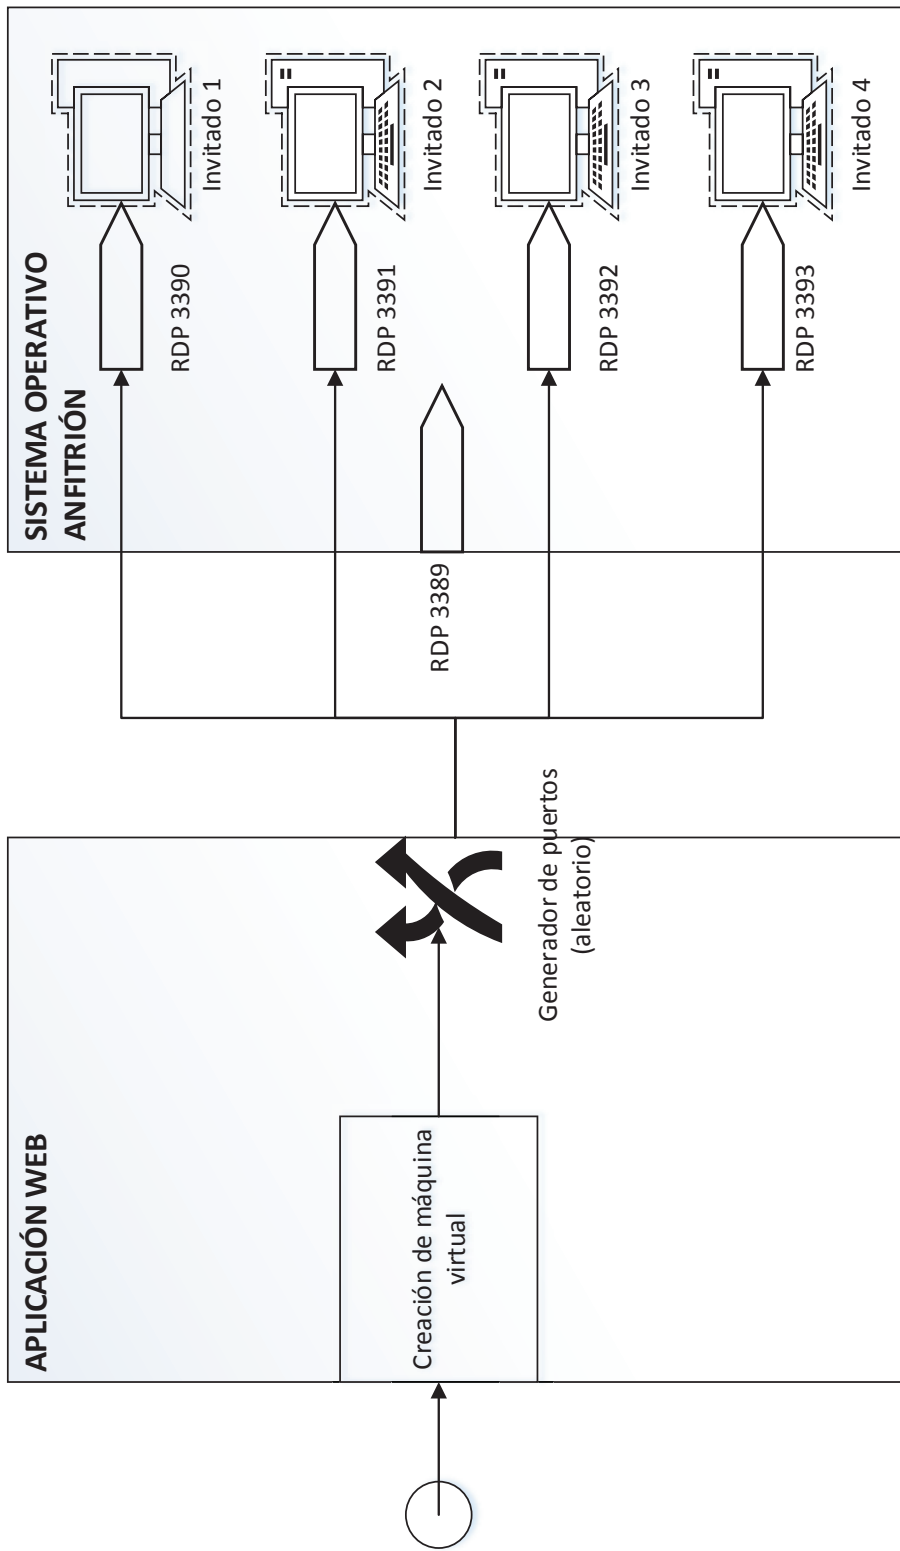 APLICACIÓN WEB
Creación de máquina
virtual
Generador de puertos
(aleatorio)
SISTEMA OPERATIVO
ANFITRIÓN
RDP 3389
RDP 3390
Invitado 1
RDP 3391
Invitado 2
RDP 3392
Invitado 3
RDP 3393
Invitado 4